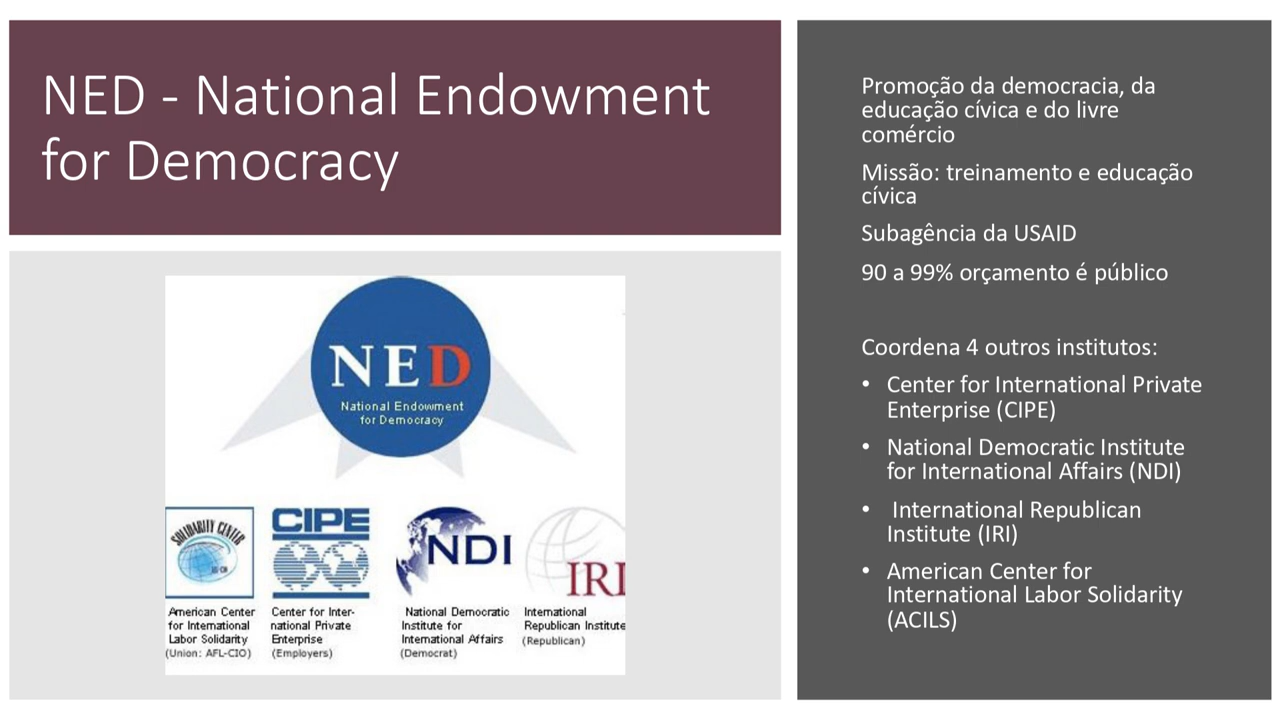 NED - National Endowment
for Democracy
NED
National Endowment
for Democracy
SOLIDARITY CENTER
CIPE
NDI
IRI
American Center
for International
Labor Solidarity
(Union: AFL-CIO)
Center for Inter-
national Private
Enterprise
(Employers)
National Democratic
Institute for
International Affairs
(Democrat)
International
Republican Institute
(Republican)
Promoção da democracia, da
educação cívica e do livre
comércio
Missão: treinamento e educação
cívica
Subagência da USAID
90 a 99% orçamento é público
Coordena 4 outros institutos:
• Center for International Private
Enterprise (CIPE)
• National Democratic Institute
for International Affairs (NDI)
• International Republican
Institute (IRI)
• American Center for
International Labor Solidarity
(ACILS)